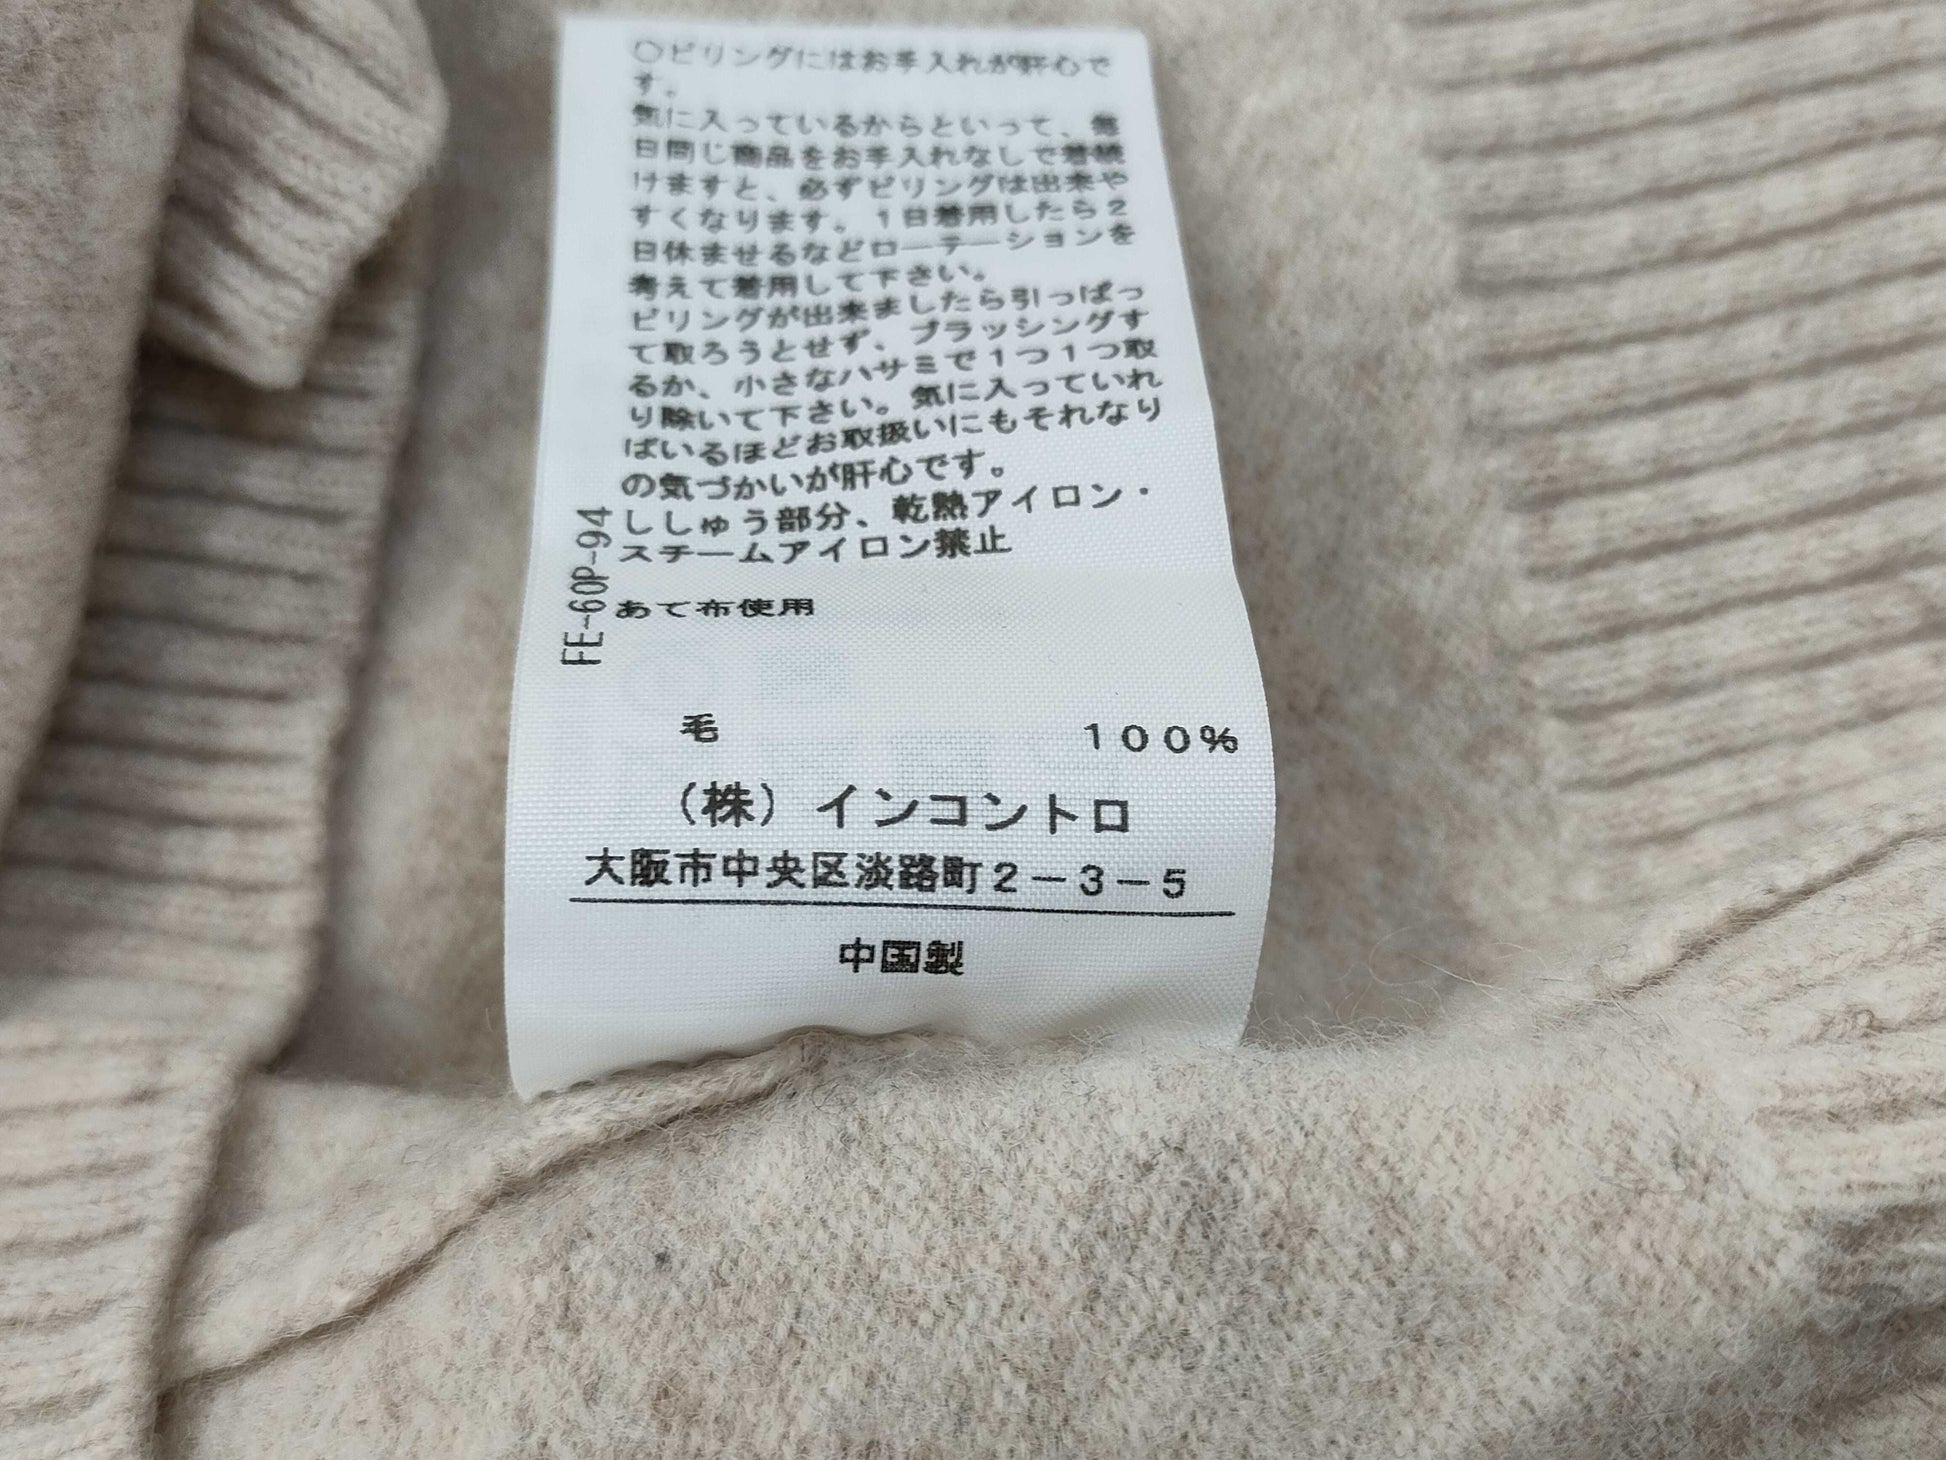 ○ピリングにはお手入れが肝心で
す。
気に入っているからといって、毎
日同じ商品をお手入れなしで着続
けますと、必ずピリングは出来や
すくなります。1日着用したら2
日休ませるなどローテーションを
考えて着用して下さい。
ピリングが出来ましたら引っぱっ
て取ろうとせず、ブラッシングす
るか、小さなハサミで1つ1つ取
り除いて下さい。気に入っていれ
ばいるほどお取扱いにもそれなり
の気づかいが肝心です。
ししゅう部分、乾熱アイロン・
スチームアイロン禁止
FE-60P-94
あて布使用
毛 100%
(株)インコントロ
大阪市中央区淡路町2-3-5
中国製